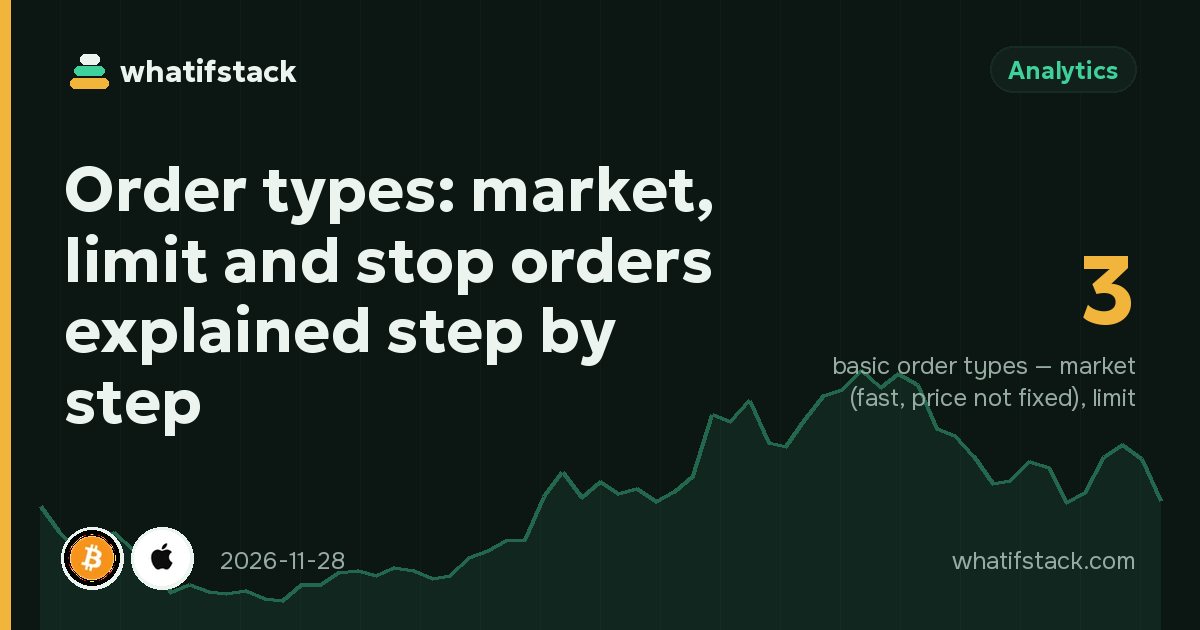 whatifstack
Analytics
Order types: market,
limit and stop orders
explained step by
step
3
basic order types — market
(fast, price not fixed), limit
2026-11-28
whatifstack.com